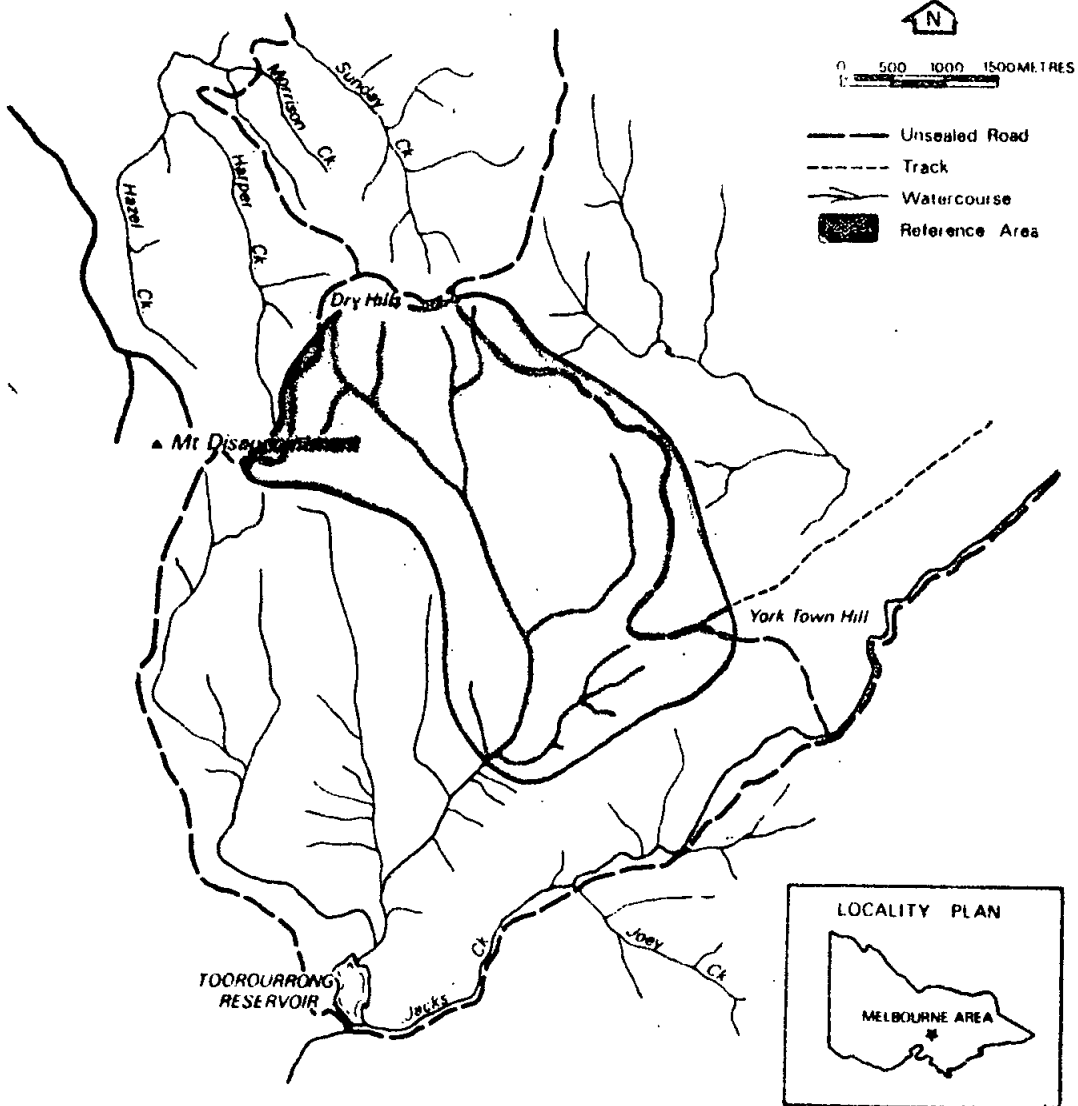 N
0 500 1000 1500 METRES
Unsealed Road
Track
Watercourse
Reference Area
Sunday
Ck.
Morrison
Ck.
Harper
Ck.
Hazel
Ck.
Dry Hills
Mt Disappointment
York Town Hill
TOOROURRONG
RESERVOIR
Jacks
Ck
Joey
Ck
LOCALITY PLAN
MELBOURNE AREA